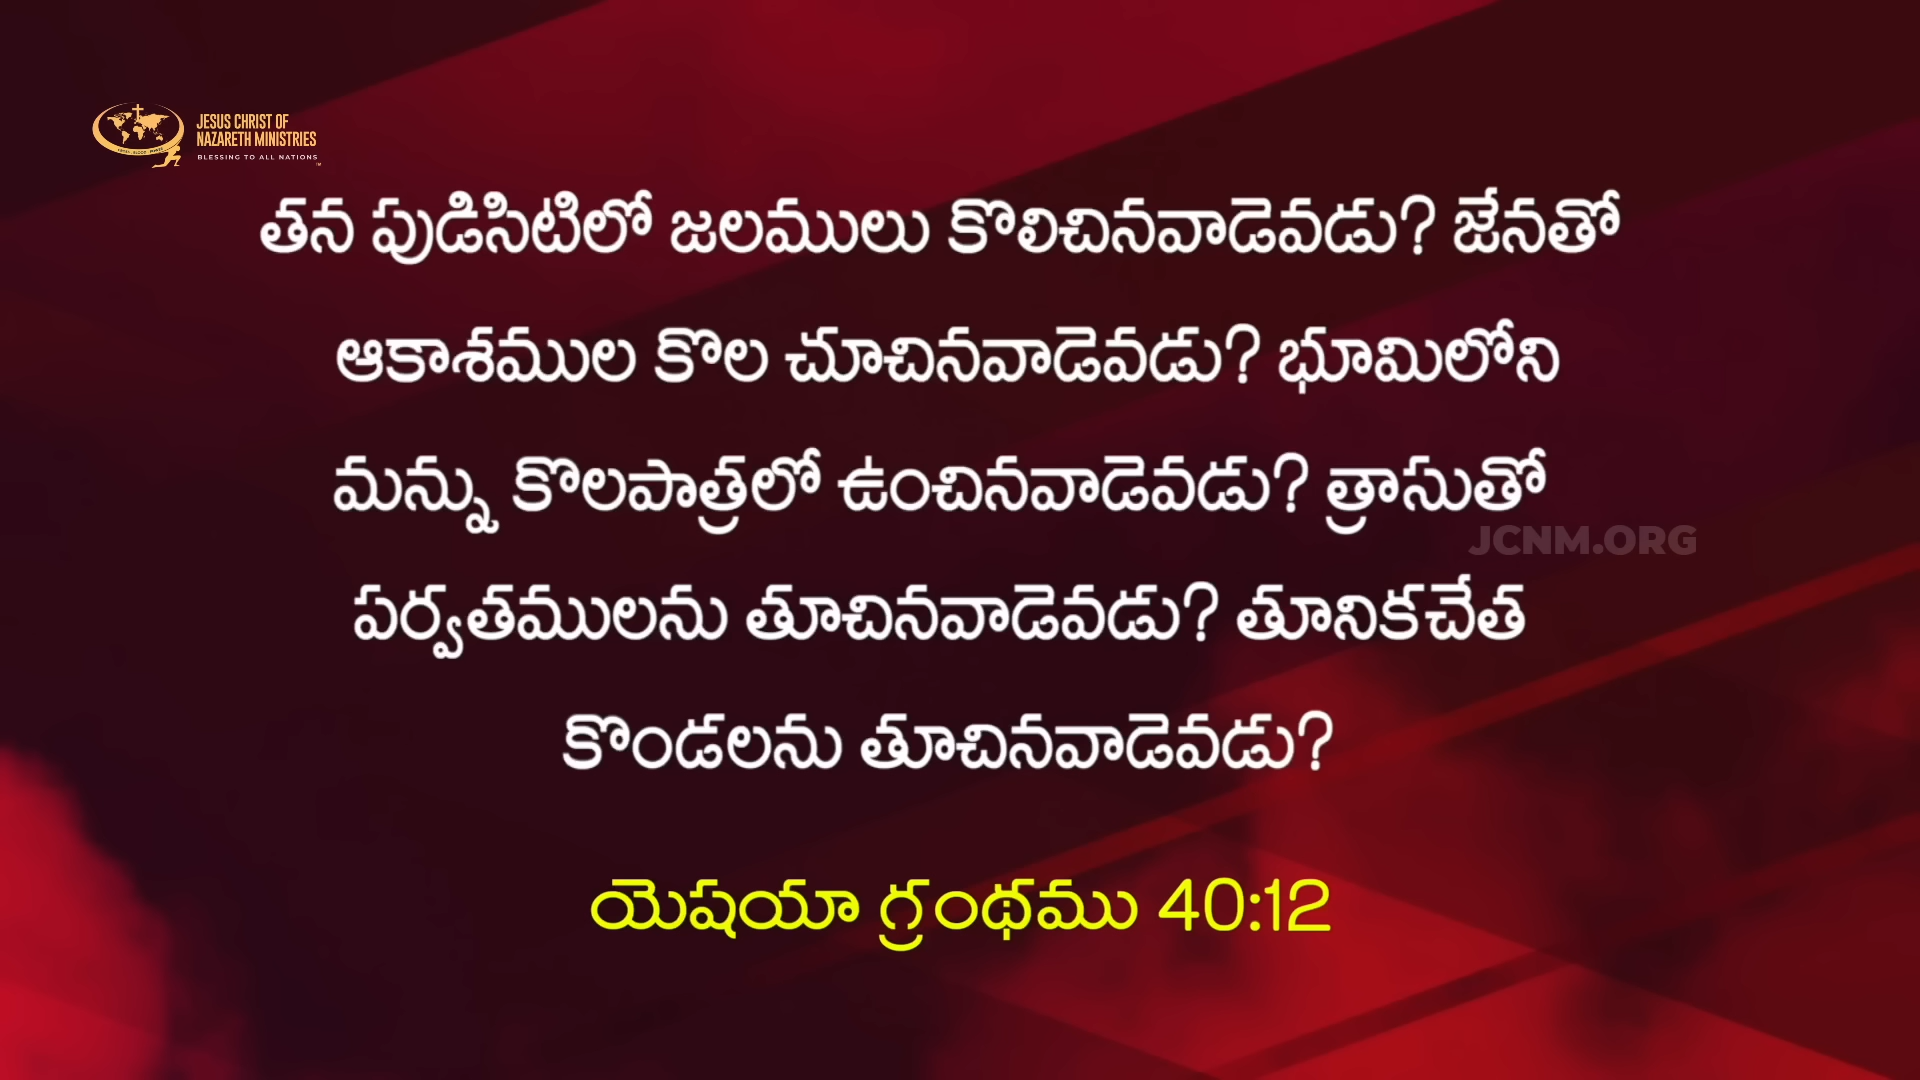 JESUS CHRIST OF
NAZARETH MINISTRIES
BLESSING TO ALL NATIONS
తన పుడిసిటిలో జలములు కొలిచినవాడెవడు? జేనతో
ఆకాశముల కొల చూచినవాడెవడు? భూమిలోని
మన్ను కొలపాత్రలో ఉంచినవాడెవడు? త్రాసుతో
JCNM.ORG
పర్వతములను తూచినవాడెవడు? తూనికచేత
కొండలను తూచినవాడెవడు?
యెషయా గ్రంథము 40:12